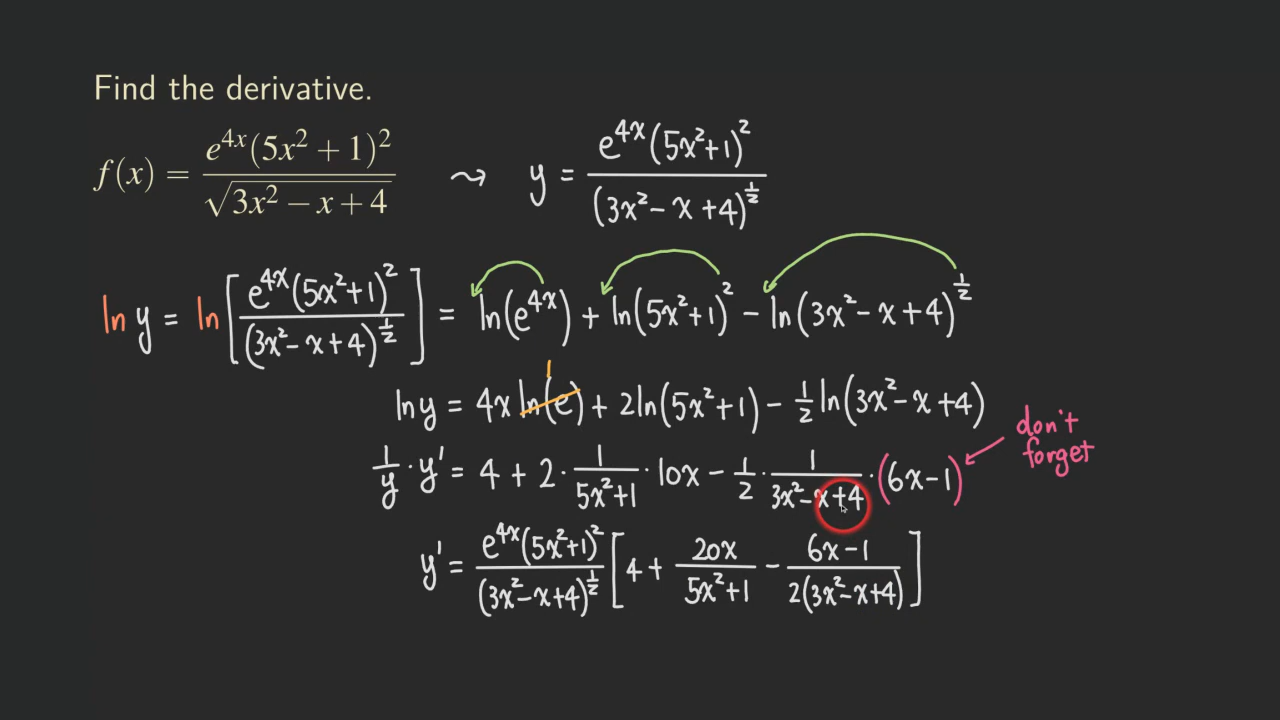 Find the derivative.
f(x) = e^{4x}(5x^2 + 1)^2 / √(3x^2 − x + 4) ⇝ y = e^{4x}(5x^2+1)^2 / (3x^2 − x + 4)^{1/2}
ln y = ln[e^{4x}(5x^2+1)^2 / (3x^2 − x + 4)^{1/2}] = ln(e^{4x}) + ln(5x^2+1)^2 − ln(3x^2 − x + 4)^{1/2}
1
ln y = 4x ln(e) + 2ln(5x^2+1) − 1/2 ln(3x^2 − x + 4)
don't
forget
1/y · y' = 4 + 2 · 1/(5x^2+1) · 10x − 1/2 · 1/(3x^2 − x + 4) · (6x − 1)
y' = e^{4x}(5x^2+1)^2 / (3x^2 − x + 4)^{1/2} [4 + 20x/(5x^2+1) − (6x − 1)/(2(3x^2 − x + 4))]